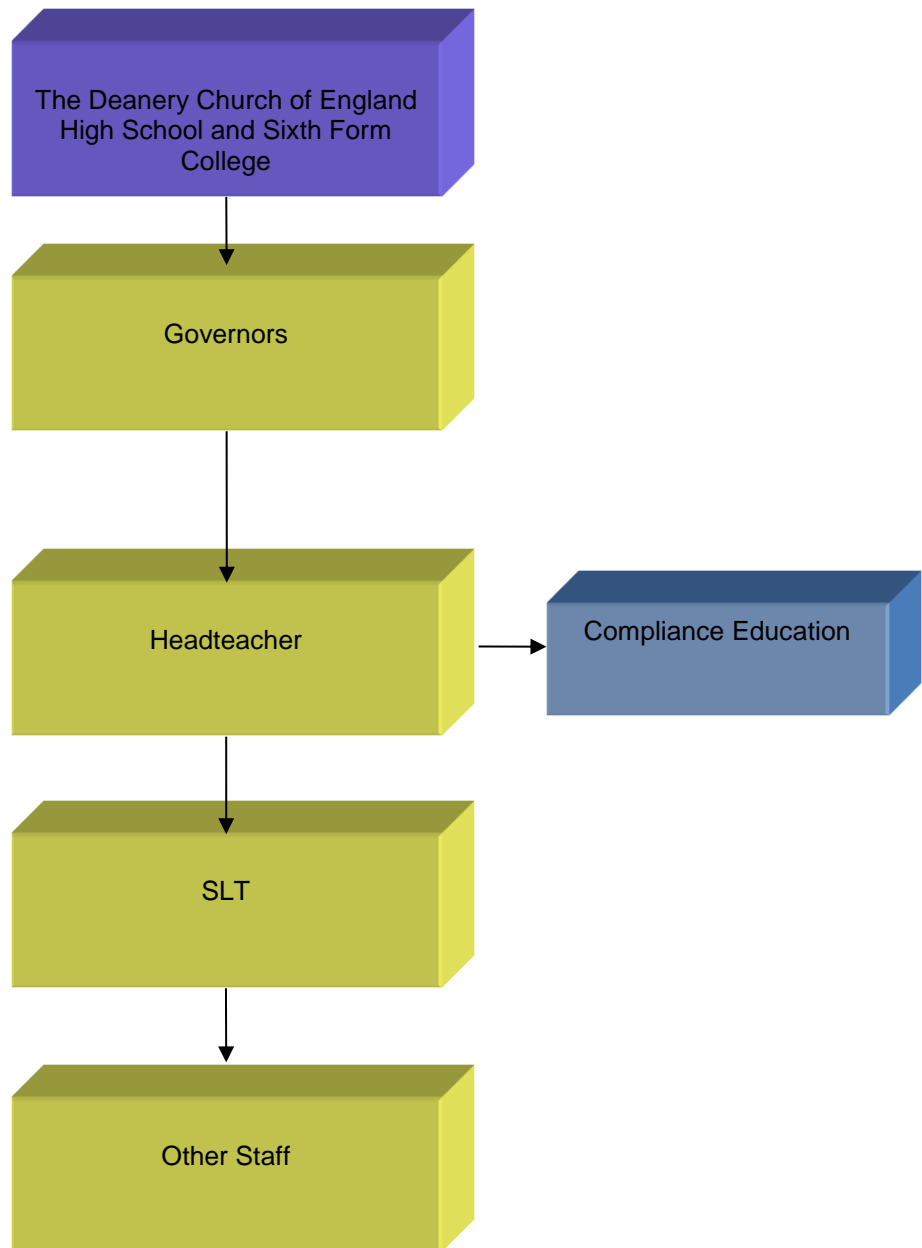 The Deanery Church of England
High School and Sixth Form
College
Governors
Headteacher
Compliance Education
SLT
Other Staff